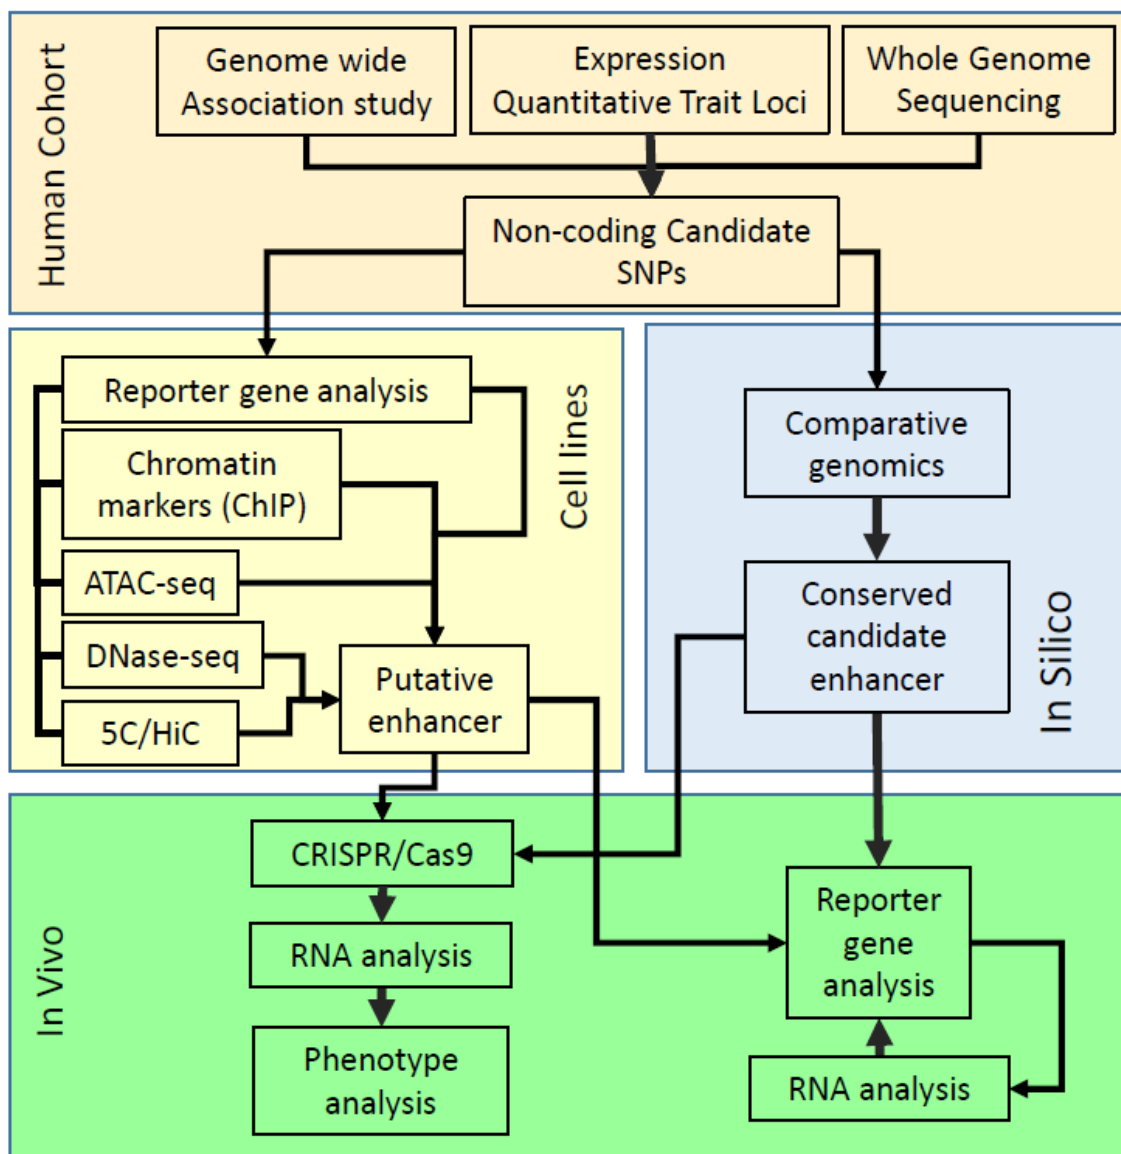 Human Cohort
Genome wide
Association study
Expression
Quantitative Trait Loci
Whole Genome
Sequencing
Non-coding Candidate
SNPs
Cell lines
Reporter gene analysis
Chromatin
markers (ChIP)
ATAC-seq
DNase-seq
5C/HiC
Putative
enhancer
In Silico
Comparative
genomics
Conserved
candidate
enhancer
In Vivo
CRISPR/Cas9
RNA analysis
Phenotype
analysis
Reporter
gene
analysis
RNA analysis